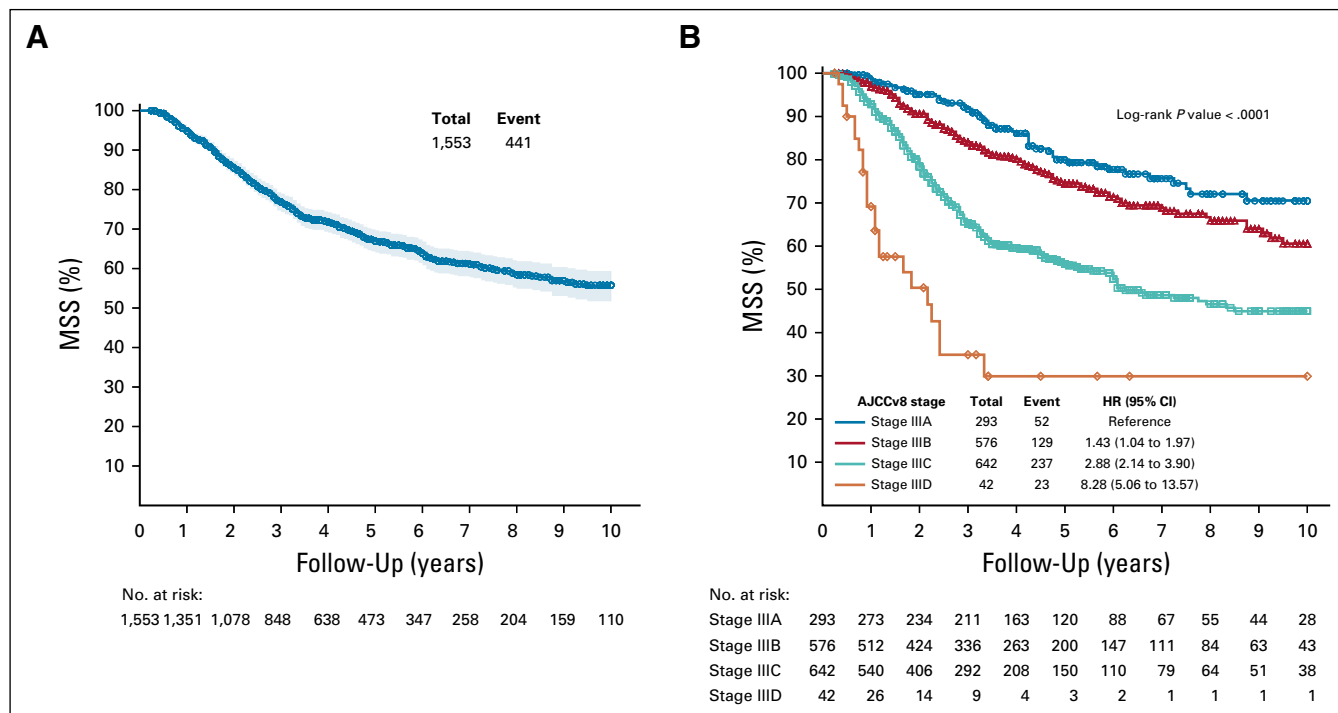 A
Total Event
1,553 441
100
90
80
70
60
50
40
30
20
10
MSS (%)
0 1 2 3 4 5 6 7 8 9 10
Follow-Up (years)
No. at risk:
1,553 1,351 1,078 848 638 473 347 258 204 159 110
B
Log-rank P value < .0001
100
90
80
70
60
50
40
30
20
10
MSS (%)
AJCCv8 stage Total Event HR (95% CI)
Stage IIIA 293 52 Reference
Stage IIIB 576 129 1.43 (1.04 to 1.97)
Stage IIIC 642 237 2.88 (2.14 to 3.90)
Stage IIID 42 23 8.28 (5.06 to 13.57)
0 1 2 3 4 5 6 7 8 9 10
Follow-Up (years)
No. at risk:
Stage IIIA 293 273 234 211 163 120 88 67 55 44 28
Stage IIIB 576 512 424 336 263 200 147 111 84 63 43
Stage IIIC 642 540 406 292 208 150 110 79 64 51 38
Stage IIID 42 26 14 9 4 3 2 1 1 1 1